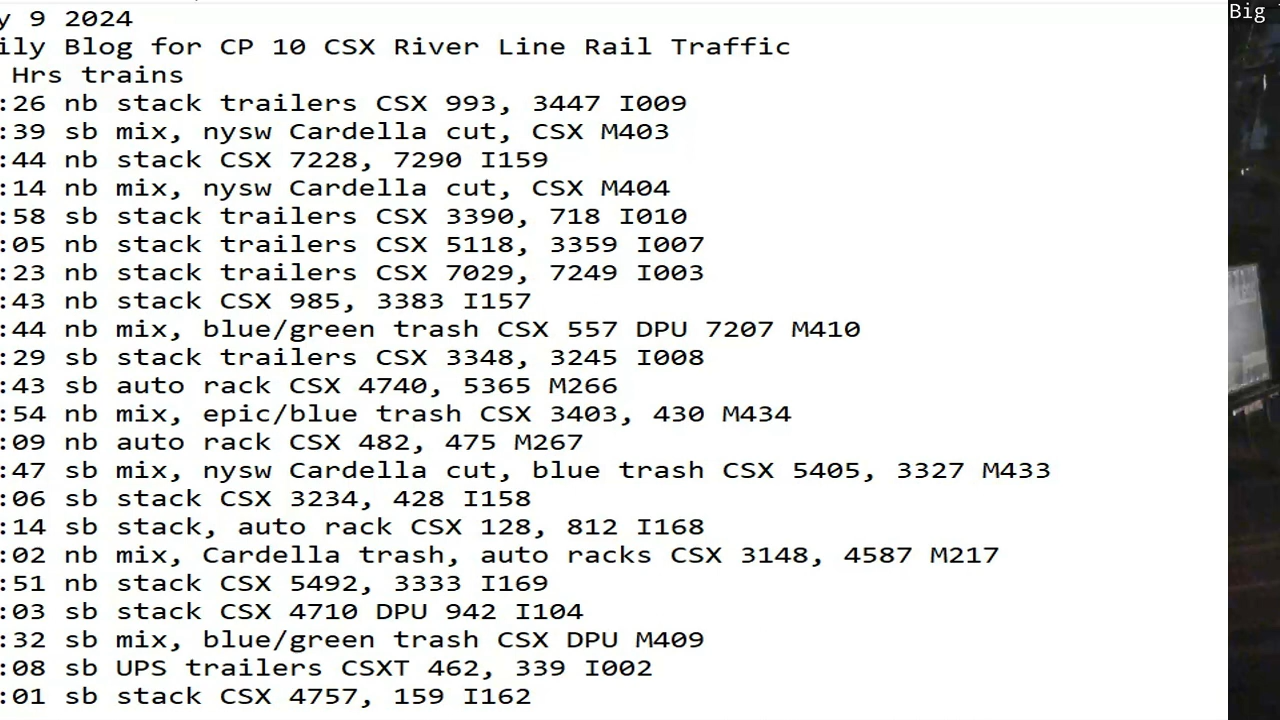 y 9 2024
ily Blog for CP 10 CSX River Line Rail Traffic
Hrs trains
:26 nb stack trailers CSX 993, 3447 I009
:39 sb mix, nysw Cardella cut, CSX M403
:44 nb stack CSX 7228, 7290 I159
:14 nb mix, nysw Cardella cut, CSX M404
:58 sb stack trailers CSX 3390, 718 I010
:05 nb stack trailers CSX 5118, 3359 I007
:23 nb stack trailers CSX 7029, 7249 I003
:43 nb stack CSX 985, 3383 I157
:44 nb mix, blue/green trash CSX 557 DPU 7207 M410
:29 sb stack trailers CSX 3348, 3245 I008
:43 sb auto rack CSX 4740, 5365 M266
:54 nb mix, epic/blue trash CSX 3403, 430 M434
:09 nb auto rack CSX 482, 475 M267
:47 sb mix, nysw Cardella cut, blue trash CSX 5405, 3327 M433
:06 sb stack CSX 3234, 428 I158
:14 sb stack, auto rack CSX 128, 812 I168
:02 nb mix, Cardella trash, auto racks CSX 3148, 4587 M217
:51 nb stack CSX 5492, 3333 I169
:03 sb stack CSX 4710 DPU 942 I104
:32 sb mix, blue/green trash CSX DPU M409
:08 sb UPS trailers CSXT 462, 339 I002
:01 sb stack CSX 4757, 159 I162
Big